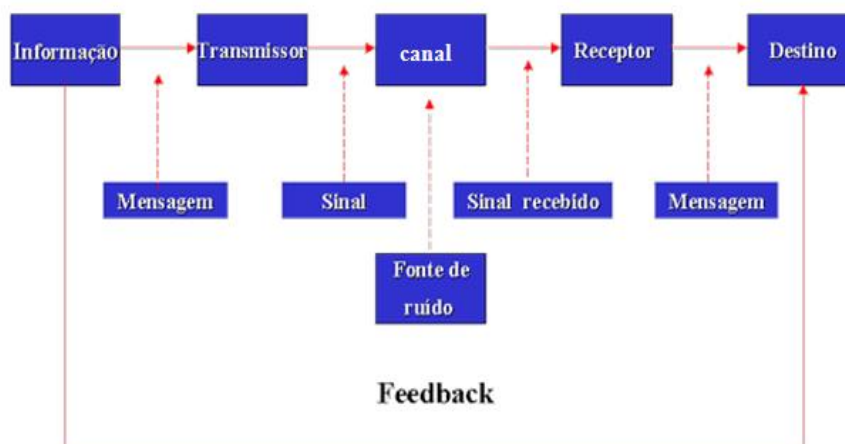 Informação
Transmissor
canal
Receptor
Destino
Mensagem
Sinal
Sinal recebido
Mensagem
Fonte de
ruído
Feedback